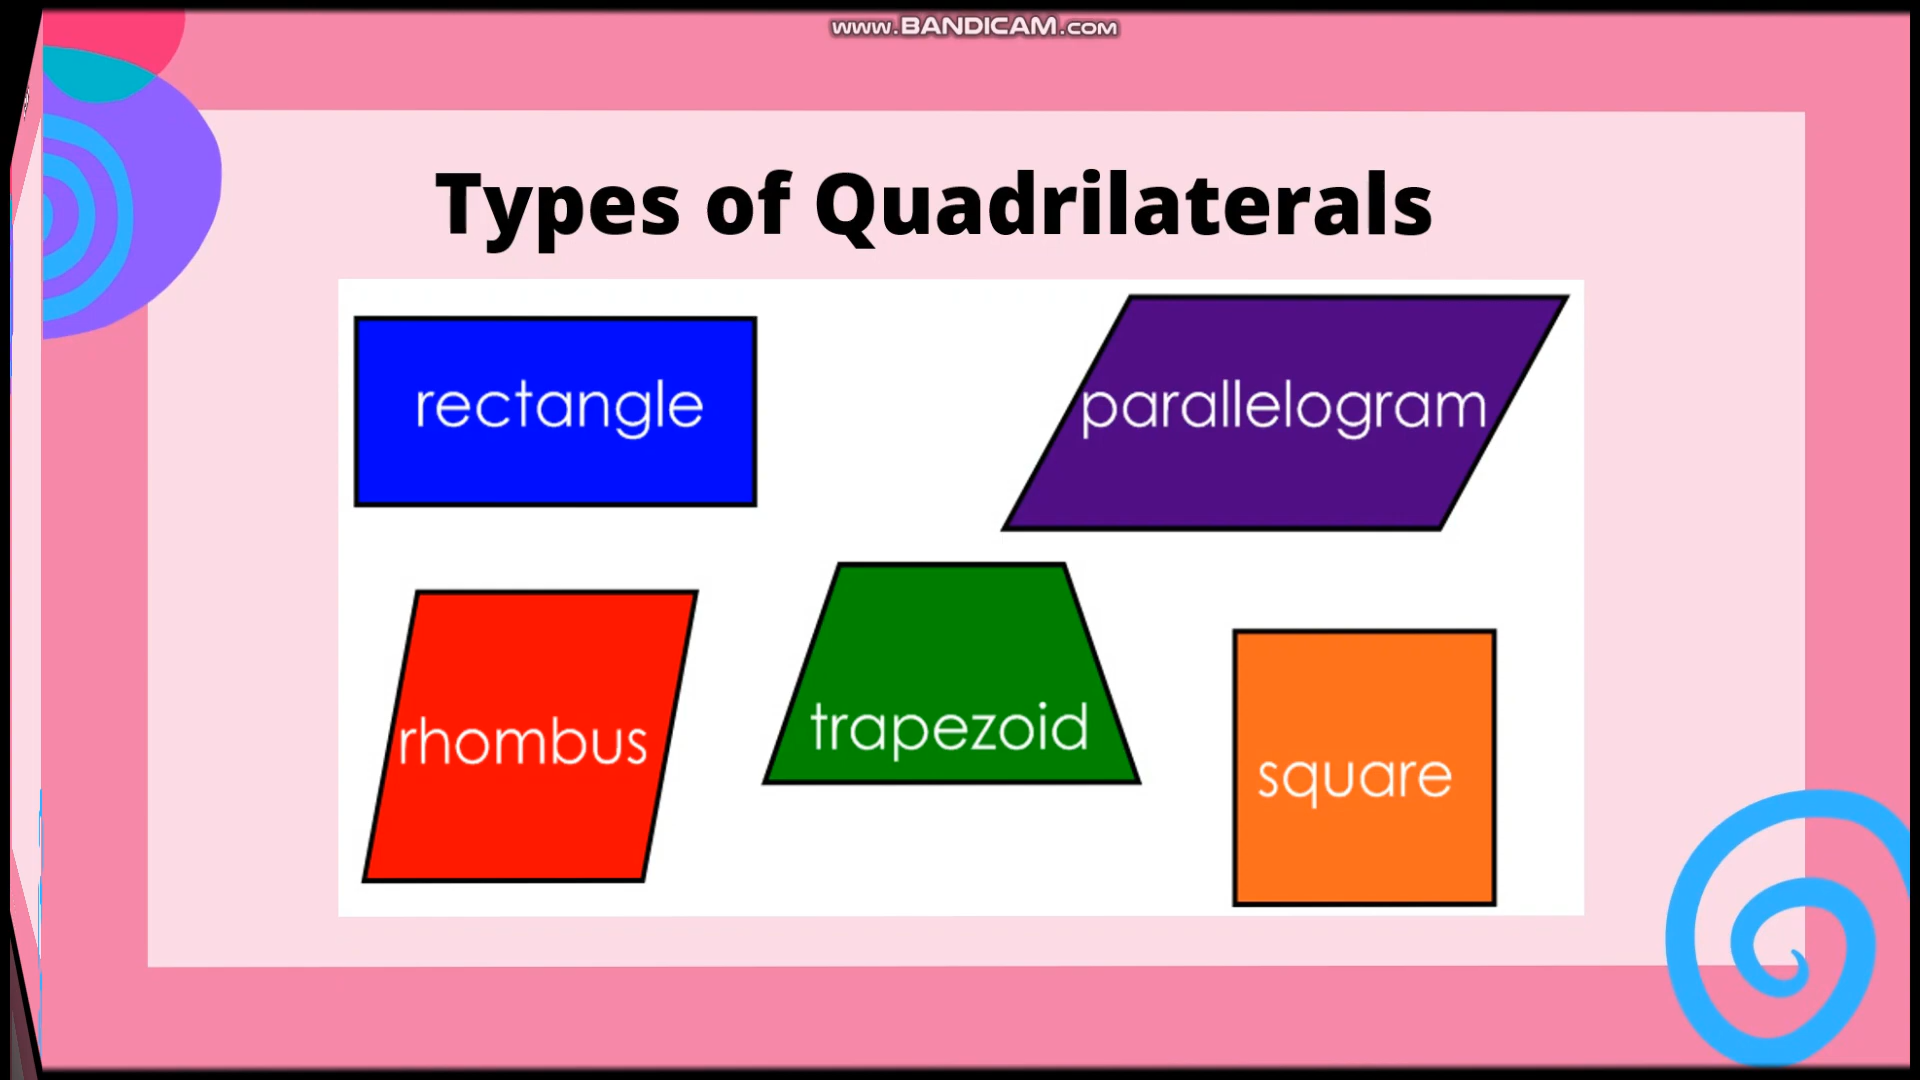 www.BANDICAM.com
Types of Quadrilaterals
rectangle
parallelogram
rhombus
trapezoid
square